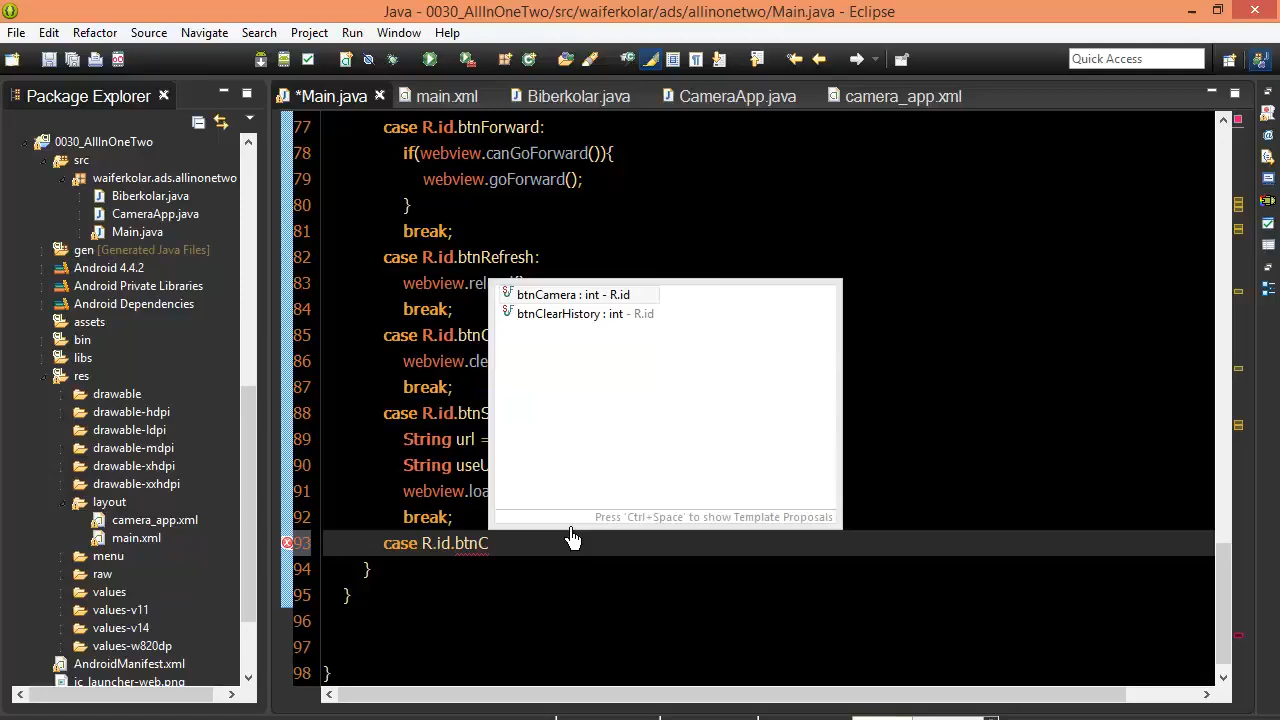 Java - 0030_AllInOneTwo/src/waiferkolar/ads/allinonetwo/Main.java - Eclipse
File Edit Refactor Source Navigate Search Project Run Window Help
Quick Access
Package Explorer
*Main.java main.xml Biberkolar.java CameraApp.java camera_app.xml
0030_AllInOneTwo
src
waiferkolar.ads.allinonetwo
Biberkolar.java
CameraApp.java
Main.java
gen [Generated Java Files]
Android 4.4.2
Android Private Libraries
Android Dependencies
assets
bin
libs
res
drawable
drawable-hdpi
drawable-ldpi
drawable-mdpi
drawable-xhdpi
drawable-xxhdpi
layout
camera_app.xml
main.xml
menu
raw
values
values-v11
values-v14
values-w820dp
AndroidManifest.xml
ic_launcher-web.png
77 case R.id.btnForward:
78 if(webview.canGoForward()){
79 webview.goForward();
80 }
81 break;
82 case R.id.btnRefresh:
83 webview.rel
84 break;
85 case R.id.btnC
86 webview.cle
87 break;
88 case R.id.btnS
89 String url =
90 String useU
91 webview.loa
92 break;
93 case R.id.btnC
94 }
95 }
96
97
98 }
btnCamera : int - R.id
btnClearHistory : int - R.id
Press 'Ctrl+Space' to show Template Proposals